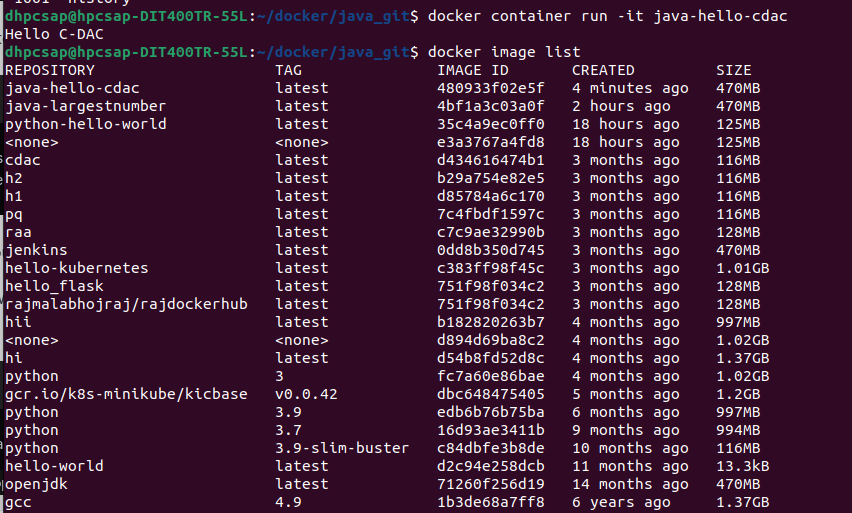 1001  history
dhpcsap@hpcsap-DIT400TR-55L:~/docker/java_git$ docker container run -it java-hello-cdac
Hello C-DAC
dhpcsap@hpcsap-DIT400TR-55L:~/docker/java_git$ docker image list
REPOSITORY TAG IMAGE ID CREATED SIZE
java-hello-cdac latest 480933f02e5f 4 minutes ago 470MB
java-largestnumber latest 4bf1a3c03a0f 2 hours ago 470MB
python-hello-world latest 35c4a9ec0ff0 18 hours ago 125MB
<none> <none> e3a3767a4fd8 18 hours ago 125MB
cdac latest d434616474b1 3 months ago 116MB
h2 latest b29a754e82e5 3 months ago 116MB
h1 latest d85784a6c170 3 months ago 116MB
pq latest 7c4fbdf1597c 3 months ago 116MB
raa latest c7c9ae32990b 3 months ago 128MB
jenkins latest 0dd8b350d745 3 months ago 470MB
hello-kubernetes latest c383ff98f45c 3 months ago 1.01GB
hello_flask latest 751f98f034c2 3 months ago 128MB
rajmalabhojraj/rajdockerhub latest 751f98f034c2 3 months ago 128MB
hii latest b182820263b7 4 months ago 997MB
<none> <none> d894d69ba8c2 4 months ago 1.02GB
hi latest d54b8fd52d8c 4 months ago 1.37GB
python 3 fc7a60e86bae 4 months ago 1.02GB
gcr.io/k8s-minikube/kicbase v0.0.42 dbc648475405 5 months ago 1.2GB
python 3.9 edb6b76b75ba 6 months ago 997MB
python 3.7 16d93ae3411b 9 months ago 994MB
python 3.9-slim-buster c84dbfe3b8de 10 months ago 116MB
hello-world latest d2c94e258dcb 11 months ago 13.3kB
openjdk latest 71260f256d19 14 months ago 470MB
gcc 4.9 1b3de68a7ff8 6 years ago 1.37GB